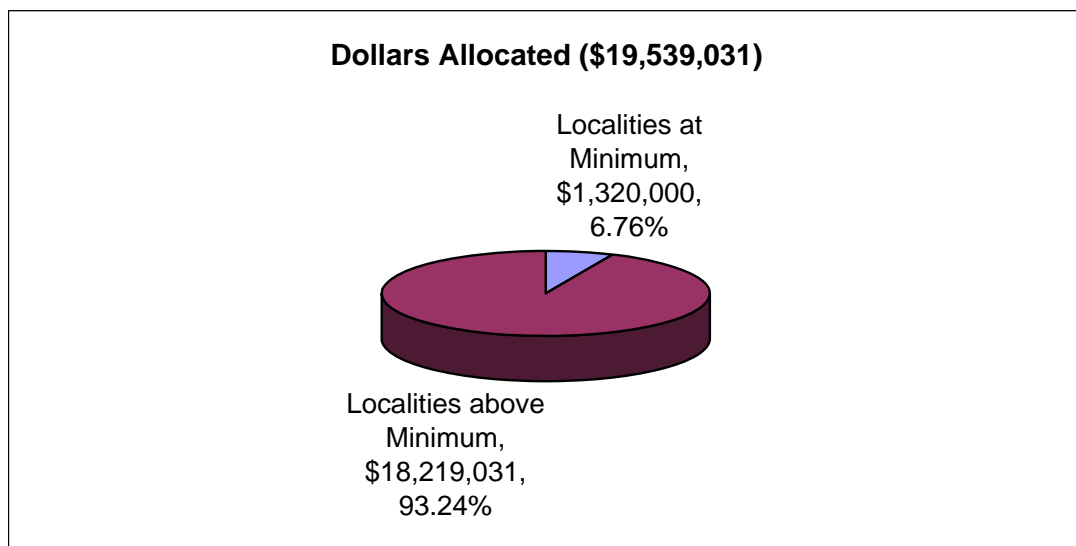 Dollars Allocated ($19,539,031)
Localities at
Minimum,
$1,320,000,
6.76%
Localities above
Minimum,
$18,219,031,
93.24%